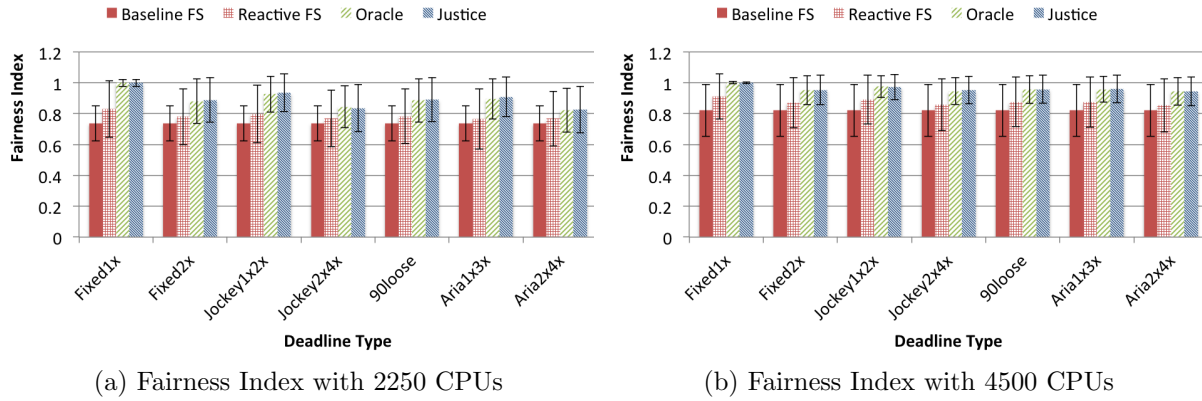 Baseline FS Reactive FS Oracle Justice
Fairness Index
1.2
1
0.8
0.6
0.4
0.2
0
Fixed1x
Fixed2x
Jockey1x2x
Jockey2x4x
90loose
Aria1x3x
Aria2x4x
Deadline Type
(a) Fairness Index with 2250 CPUs
Baseline FS Reactive FS Oracle Justice
Fairness Index
1.2
1
0.8
0.6
0.4
0.2
0
Fixed1x
Fixed2x
Jockey1x2x
Jockey2x4x
90loose
Aria1x3x
Aria2x4x
Deadline Type
(b) Fairness Index with 4500 CPUs